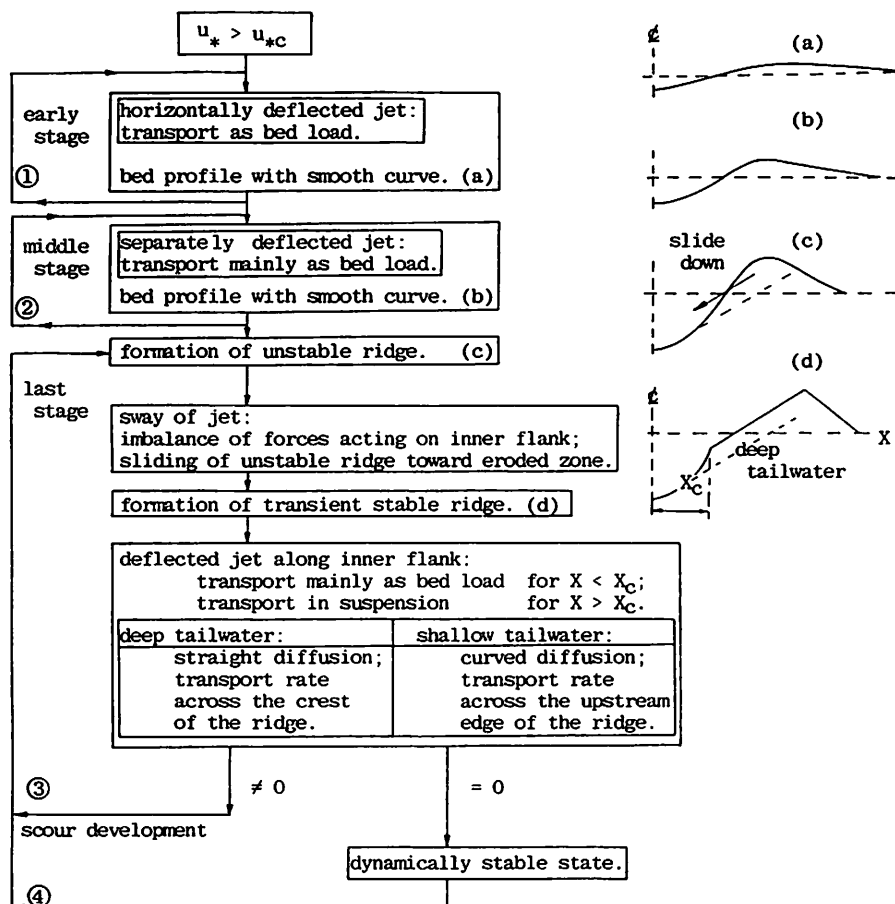 u* > u*c
early
stage
①
horizontally deflected jet:
transport as bed load.
bed profile with smooth curve. (a)
middle
stage
②
separately deflected jet:
transport mainly as bed load.
bed profile with smooth curve. (b)
formation of unstable ridge. (c)
last
stage
sway of jet:
imbalance of forces acting on inner flank;
sliding of unstable ridge toward eroded zone.
formation of transient stable ridge. (d)
deflected jet along inner flank:
transport mainly as bed load for X < Xc;
transport in suspension for X > Xc.
deep tailwater:
straight diffusion;
transport rate
across the crest
of the ridge.
shallow tailwater:
curved diffusion;
transport rate
across the upstream
edge of the ridge.
③
≠ 0
= 0
scour development
dynamically stable state.
④
¢
(a)
(b)
(c)
slide
down
(d)
¢
X
deep
tailwater
Xc